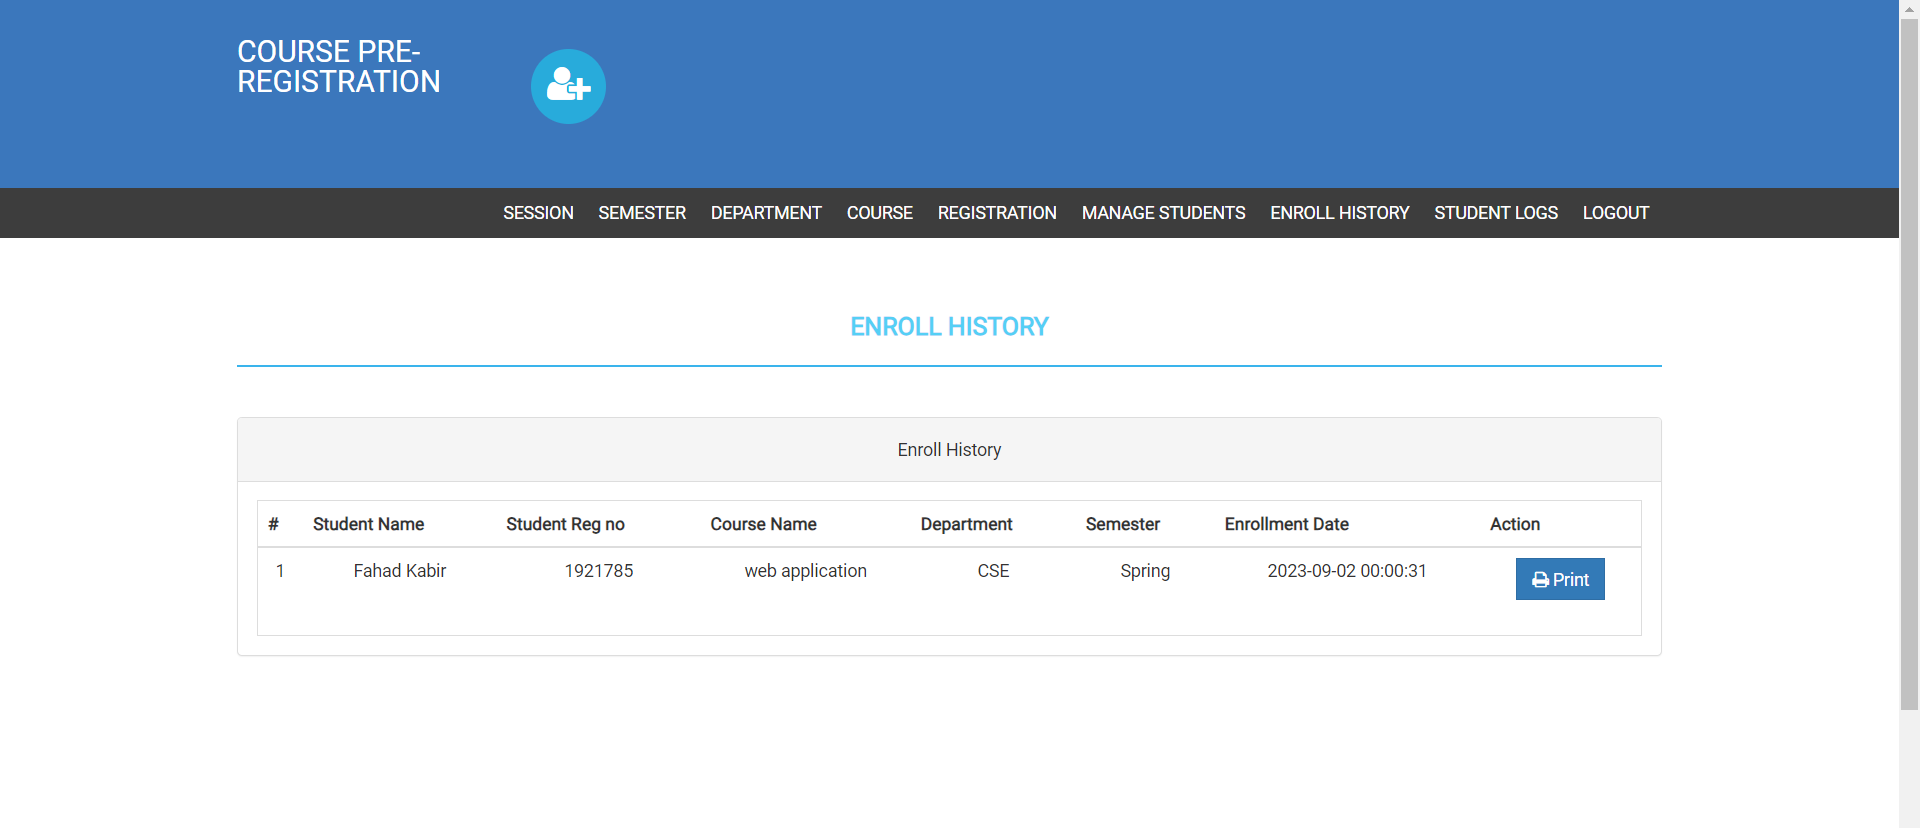 COURSE PRE-
REGISTRATION
SESSION SEMESTER DEPARTMENT COURSE REGISTRATION MANAGE STUDENTS ENROLL HISTORY STUDENT LOGS LOGOUT
ENROLL HISTORY
Enroll History
# Student Name Student Reg no Course Name Department Semester Enrollment Date Action
1 Fahad Kabir 1921785 web application CSE Spring 2023-09-02 00:00:31 Print